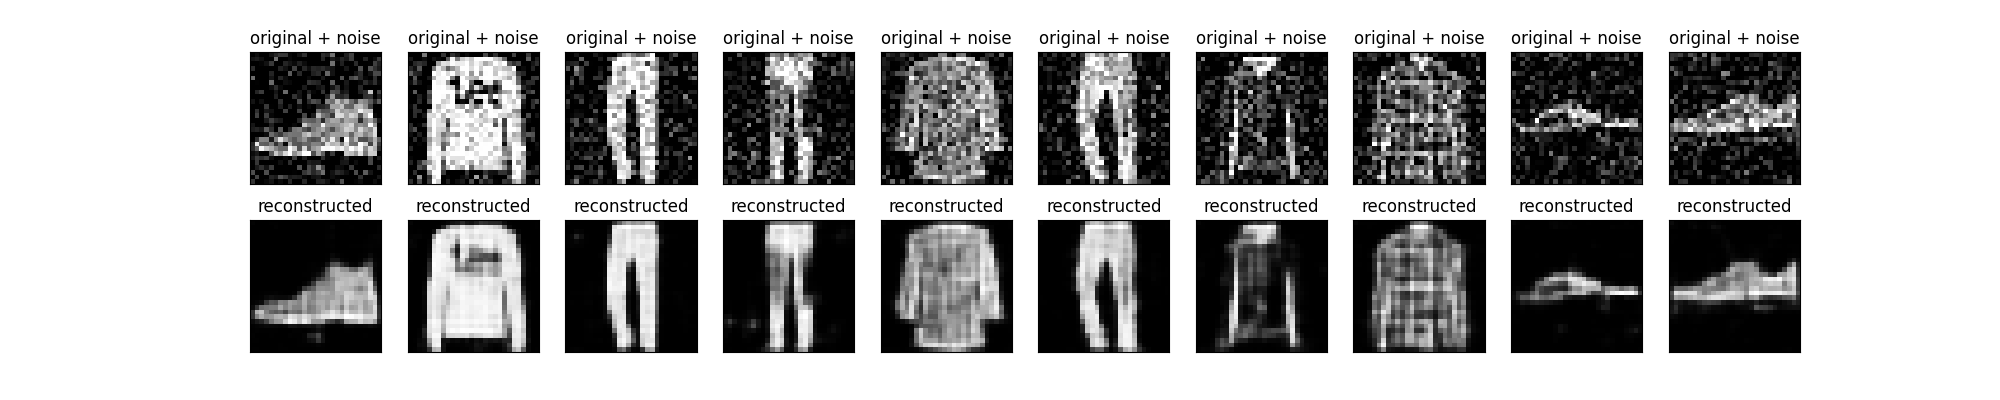 original + noise original + noise original + noise original + noise original + noise original + noise original + noise original + noise original + noise original + noise
reconstructed reconstructed reconstructed reconstructed reconstructed reconstructed reconstructed reconstructed reconstructed reconstructed